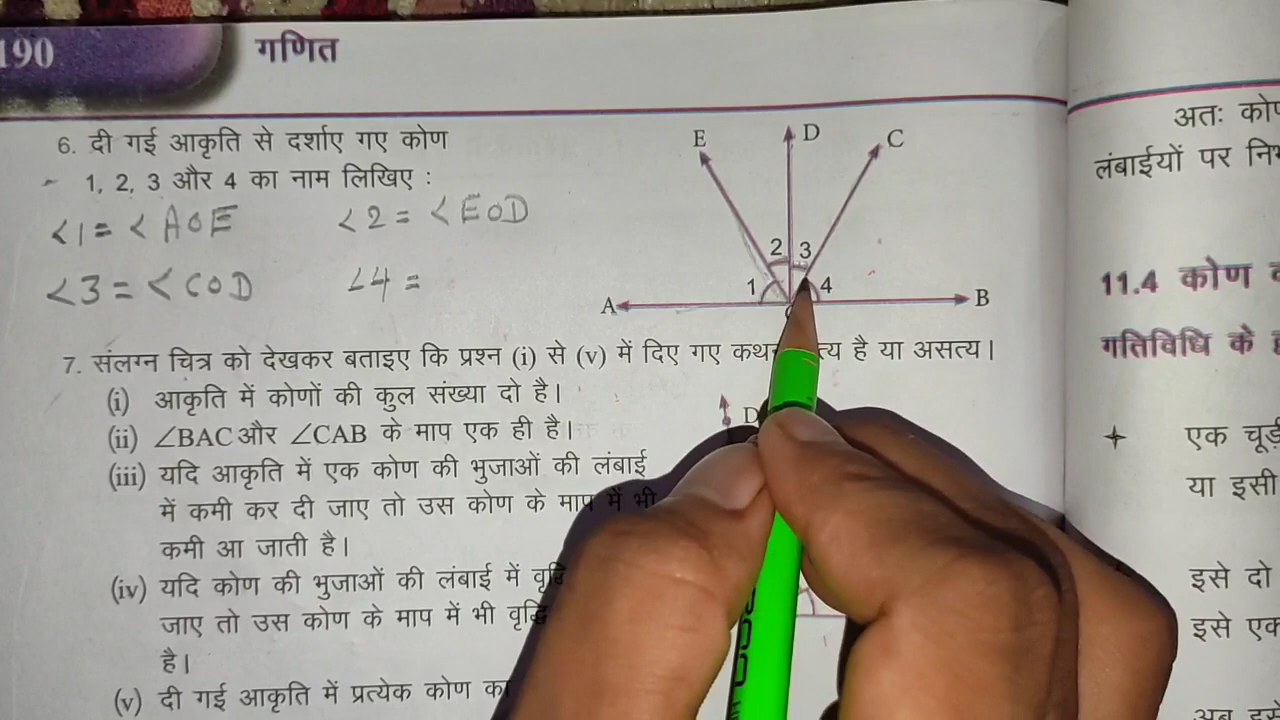 190 गणित
6. दी गई आकृति से दर्शाए गए कोण
1, 2, 3 और 4 का नाम लिखिए :
<1 = < AOE <2 = < EOD
<3 = < COD <4 =
E D C
2 3
1 4
A B
7. संलग्न चित्र को देखकर बताइए कि प्रश्न (i) से (v) में दिए गए है या असत्य।
(i) आकृति में कोणों की कुल संख्या दो है।
D
(ii) ∠BAC और ∠CAB के माप एक ही है।
(iii) यदि आकृति में एक कोण की भुजाओं की लंबाई
में कमी कर दी जाए तो उस कोण के माप में भी
कमी आ जाती है।
(iv) यदि कोण की भुजाओं की लंबाई में
जाए तो उस कोण के माप में भी वृद्धि
है।
(v) दी गई आकृति में प्रत्येक कोण का
अतः
लंबाईयों पर
11.4 कोण
गतिविधि के
एक
या इसी
इसे दो
इसे एक
अब